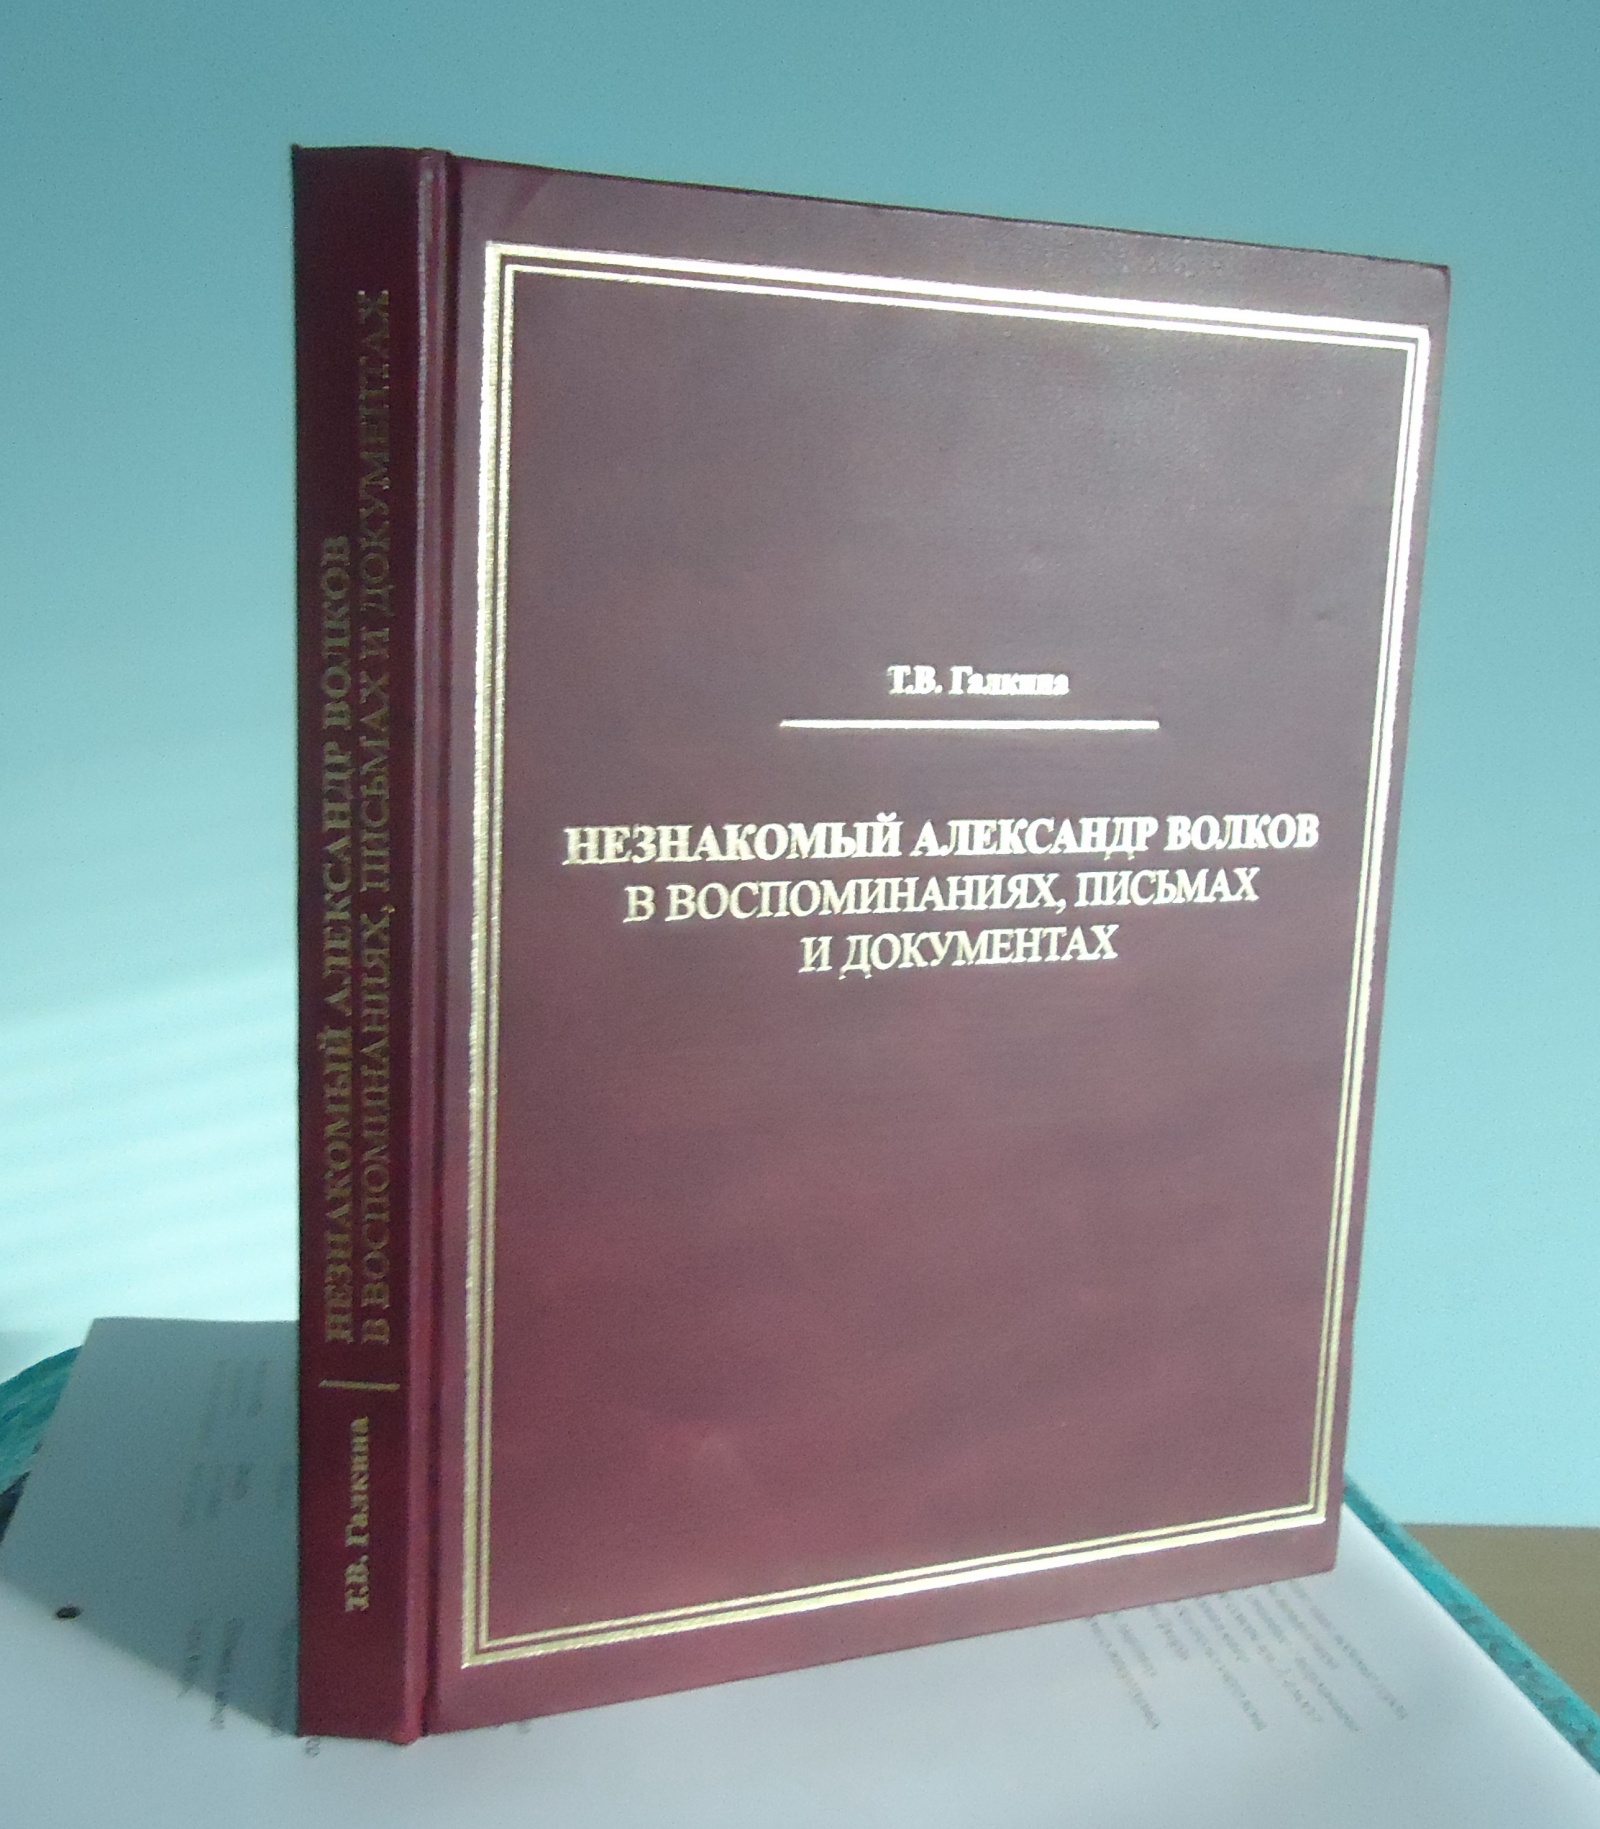 Т.В. Галкина
НЕЗНАКОМЫЙ АЛЕКСАНДР ВОЛКОВ
В ВОСПОМИНАНИЯХ, ПИСЬМАХ
И ДОКУМЕНТАХ
Т.В. Галкина
НЕЗНАКОМЫЙ АЛЕКСАНДР ВОЛКОВ
В ВОСПОМИНАНИЯХ, ПИСЬМАХ И ДОКУМЕНТАХ